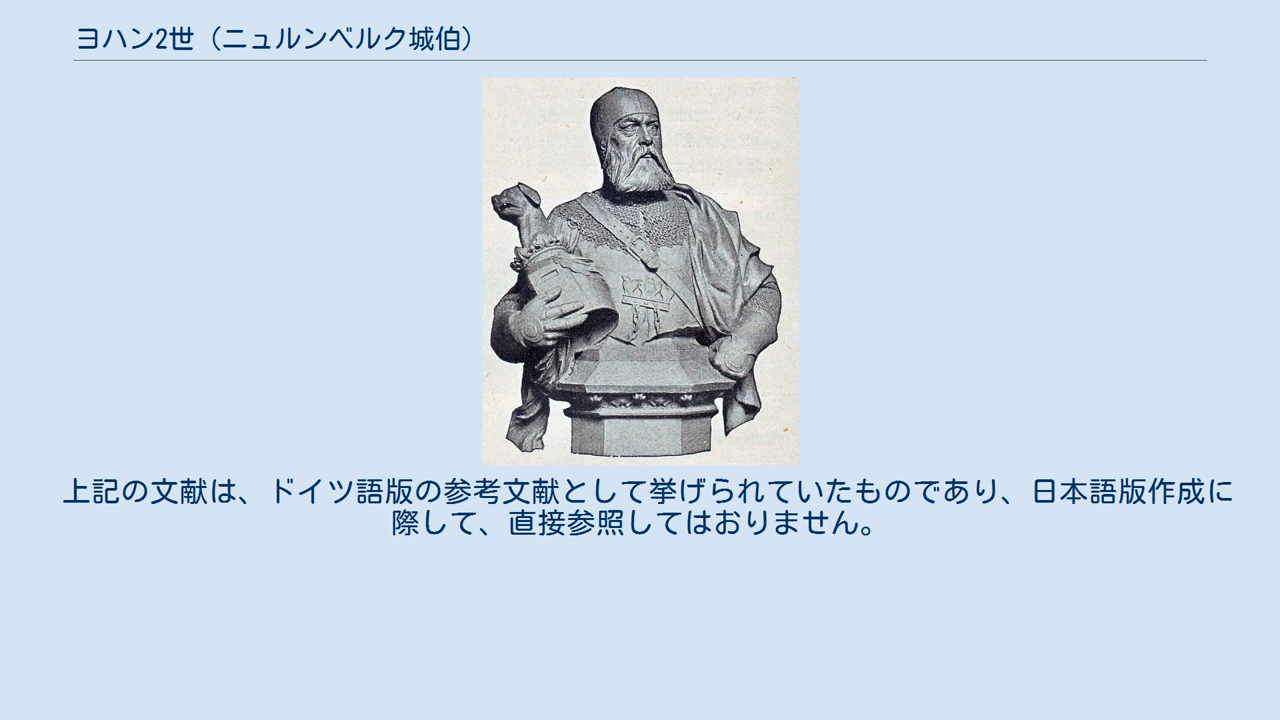 ヨハン2世（ニュルンベルク城伯）
上記の文献は、ドイツ語版の参考文献として挙げられていたものであり、日本語版作成に
際して、直接参照してはおりません。